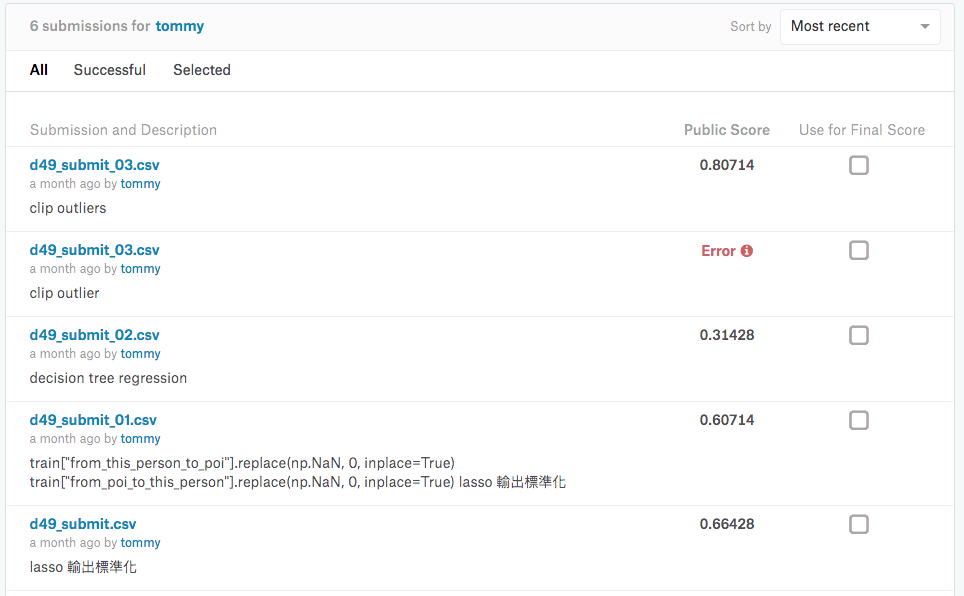 6 submissions for tommy
Sort by Most recent
All Successful Selected
Submission and Description Public Score Use for Final Score
d49_submit_03.csv 0.80714
a month ago by tommy
clip outliers
d49_submit_03.csv Error
a month ago by tommy
clip outlier
d49_submit_02.csv 0.31428
a month ago by tommy
decision tree regression
d49_submit_01.csv 0.60714
a month ago by tommy
train["from_this_person_to_poi"].replace(np.NaN, 0, inplace=True)
train["from_poi_to_this_person"].replace(np.NaN, 0, inplace=True) lasso 輸出標準化
d49_submit.csv 0.66428
a month ago by tommy
lasso 輸出標準化